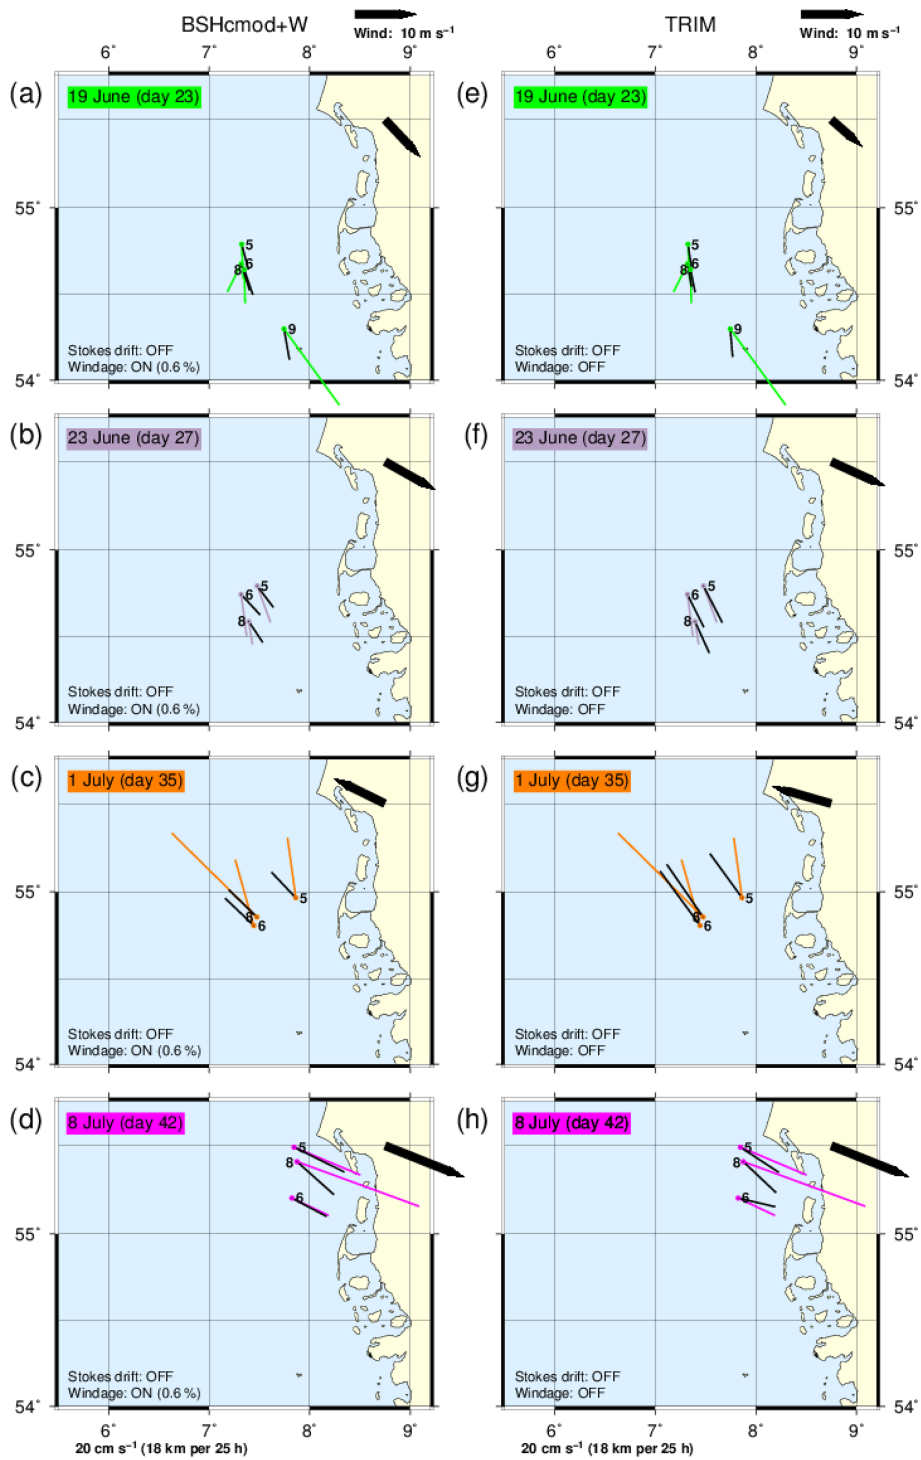 BSHcmod+W
Wind: 10 m s⁻¹
TRIM
Wind: 10 m s⁻¹
6° 7° 8° 9° 6° 7° 8° 9°
(a)
19 June (day 23)
55°
5
6
8
9
Stokes drift: OFF
Windage: ON (0.6 %)
54°
(e)
19 June (day 23)
55°
5
6
8
9
Stokes drift: OFF
Windage: OFF
54°
(b)
23 June (day 27)
55°
5
6
8
Stokes drift: OFF
Windage: ON (0.6 %)
54°
(f)
23 June (day 27)
55°
5
6
8
Stokes drift: OFF
Windage: OFF
54°
(c)
1 July (day 35)
55°
5
8
6
Stokes drift: OFF
Windage: ON (0.6 %)
54°
(g)
1 July (day 35)
55°
5
8
6
Stokes drift: OFF
Windage: OFF
54°
(d)
8 July (day 42)
5
8
6
55°
Stokes drift: OFF
Windage: ON (0.6 %)
54°
(h)
8 July (day 42)
5
8
6
55°
Stokes drift: OFF
Windage: OFF
54°
6° 7° 8° 9° 6° 7° 8° 9°
20 cm s⁻¹ (18 km per 25 h)
20 cm s⁻¹ (18 km per 25 h)